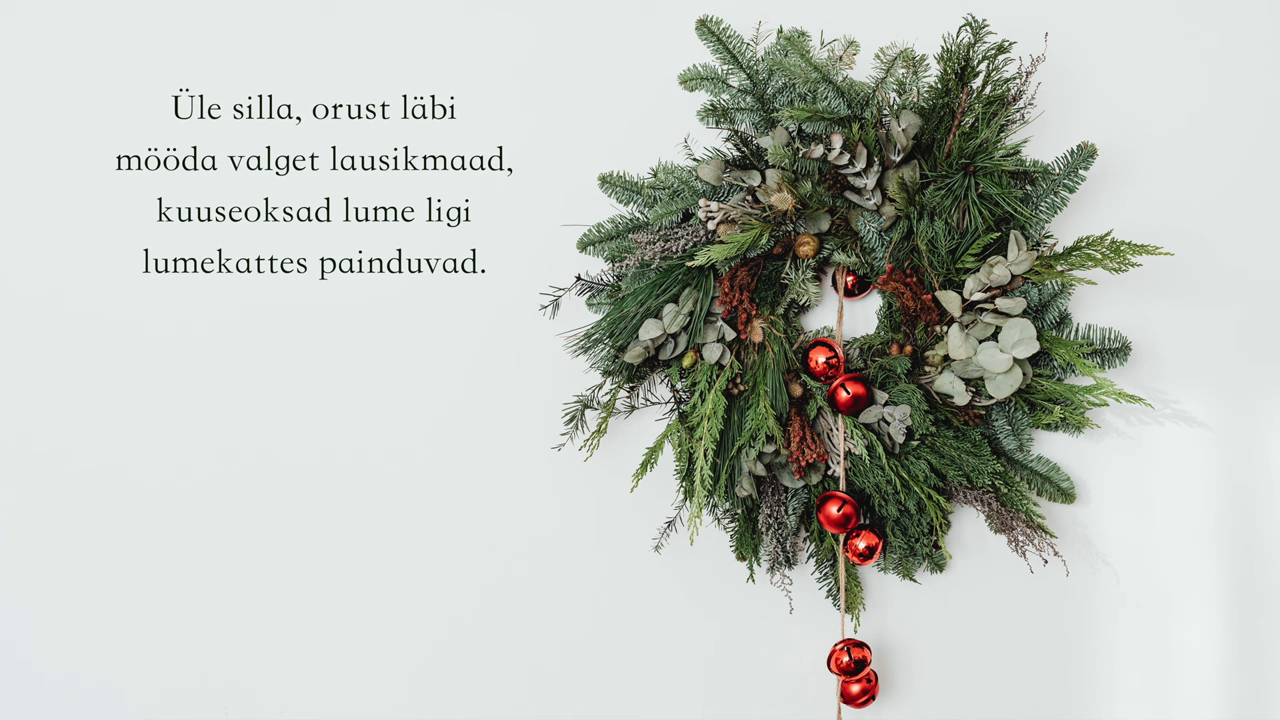 Üle silla, orust läbi
mööda valget lausikmaad,
kuuseoksad lume ligi
lumekattes painduvad.